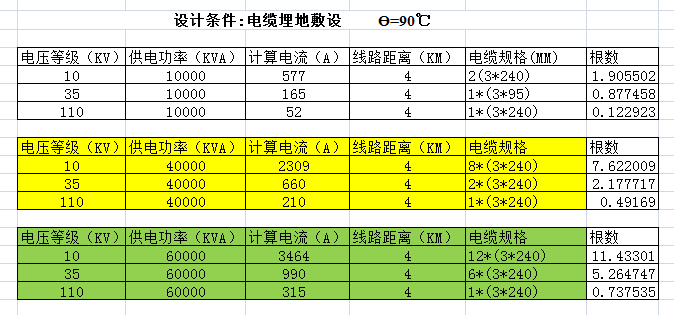 设计条件:电缆埋地敷设 Ө=90℃
电压等级（KV） 供电功率（KVA） 计算电流（A） 线路距离（KM） 电缆规格(MM) 根数
10 10000 577 4 2(3*240) 1.905502
35 10000 165 4 1*(3*95) 0.877458
110 10000 52 4 1*(3*240) 0.122923
电压等级（KV） 供电功率（KVA） 计算电流（A） 线路距离（KM） 电缆规格 根数
10 40000 2309 4 8*(3*240) 7.622009
35 40000 660 4 2*(3*240) 2.177717
110 40000 210 4 1*(3*240) 0.49169
电压等级（KV） 供电功率（KVA） 计算电流（A） 线路距离（KM） 电缆规格 根数
10 60000 3464 4 12*(3*240) 11.43301
35 60000 990 4 6*(3*240) 5.264747
110 60000 315 4 1*(3*240) 0.737535